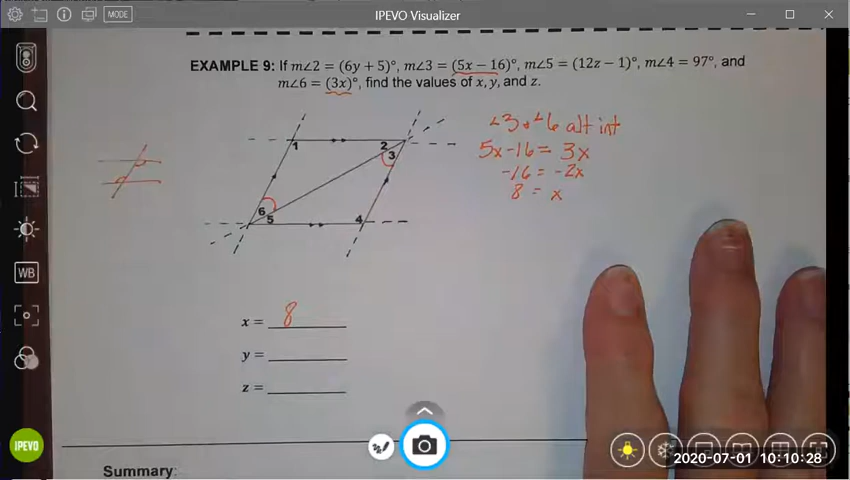 IPEVO Visualizer
MODE
EXAMPLE 9: If m∠2 = (6y + 5)°, m∠3 = (5x − 16)°, m∠5 = (12z − 1)°, m∠4 = 97°, and
m∠6 = (3x)°, find the values of x, y, and z.
∠3 & ∠6 alt int
5x-16 = 3x
-16 = -2x
8 = x
1
2
3
6
5
4
x = 8
y =
z =
WB
IPEVO
2020-07-01 10:10:28
Summary: